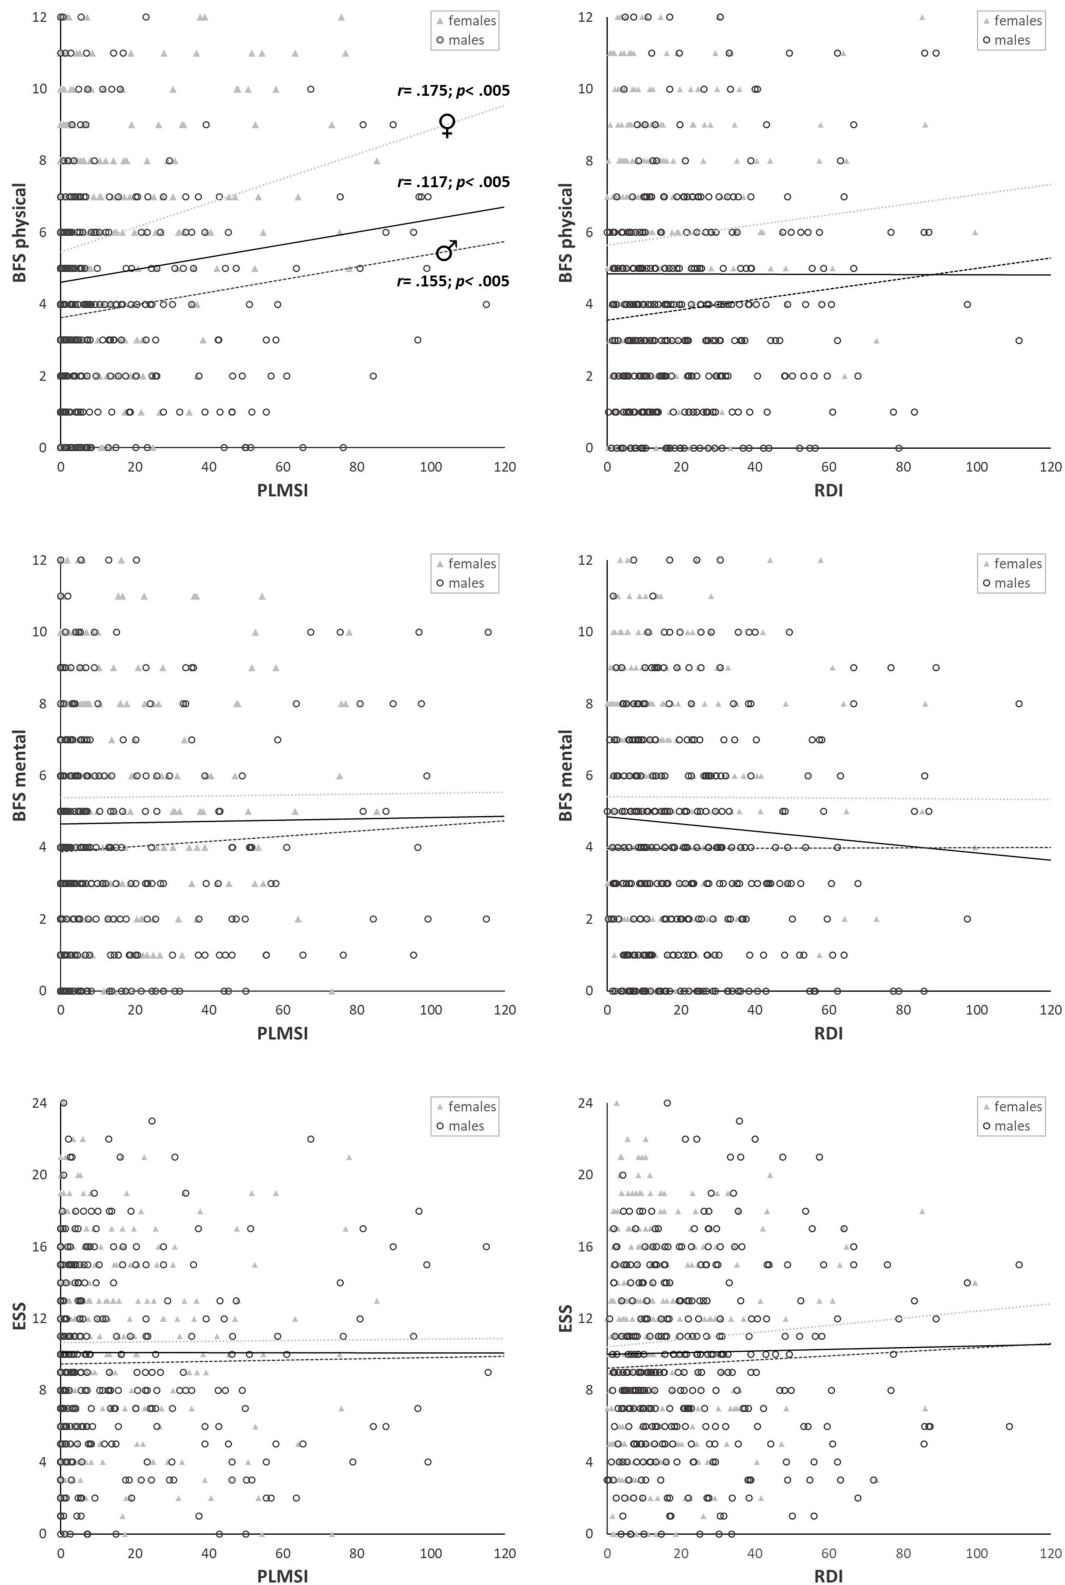 12
10
8
6
4
2
0
BFS physical
▲ females
○ males
r= .175; p< .005
♀
r= .117; p< .005
♂
r= .155; p< .005
0 20 40 60 80 100 120
PLMSI
12
10
8
6
4
2
0
BFS physical
▲ females
○ males
0 20 40 60 80 100 120
RDI
12
10
8
6
4
2
0
BFS mental
▲ females
○ males
0 20 40 60 80 100 120
PLMSI
12
10
8
6
4
2
0
BFS mental
▲ females
○ males
0 20 40 60 80 100 120
RDI
24
20
16
12
8
4
0
ESS
▲ females
○ males
0 20 40 60 80 100 120
PLMSI
24
20
16
12
8
4
0
ESS
▲ females
○ males
0 20 40 60 80 100 120
RDI